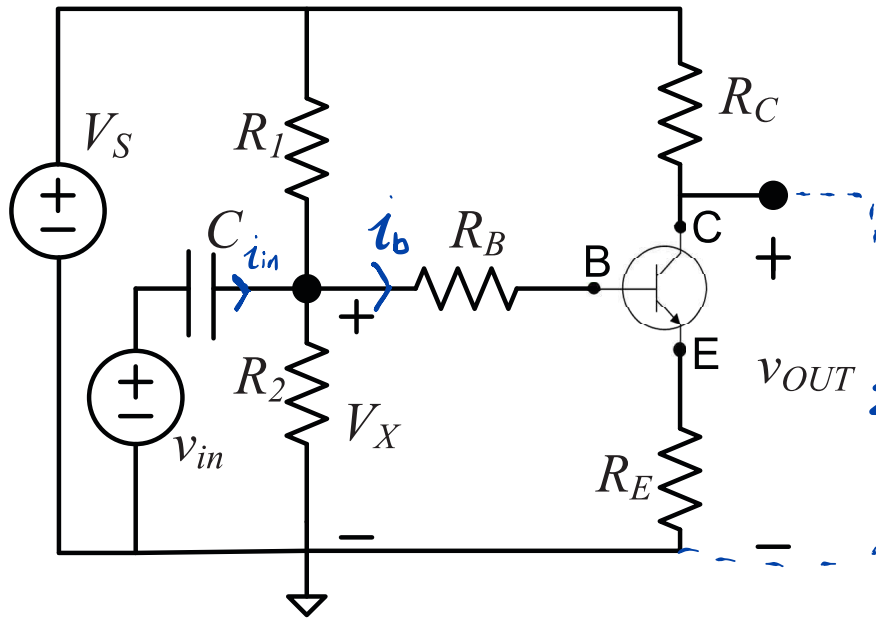 V_S
R_1
R_C
C
i_in
i_b
R_B
B
C
+
-
R_2
V_X
E
v_OUT
v_in
R_E